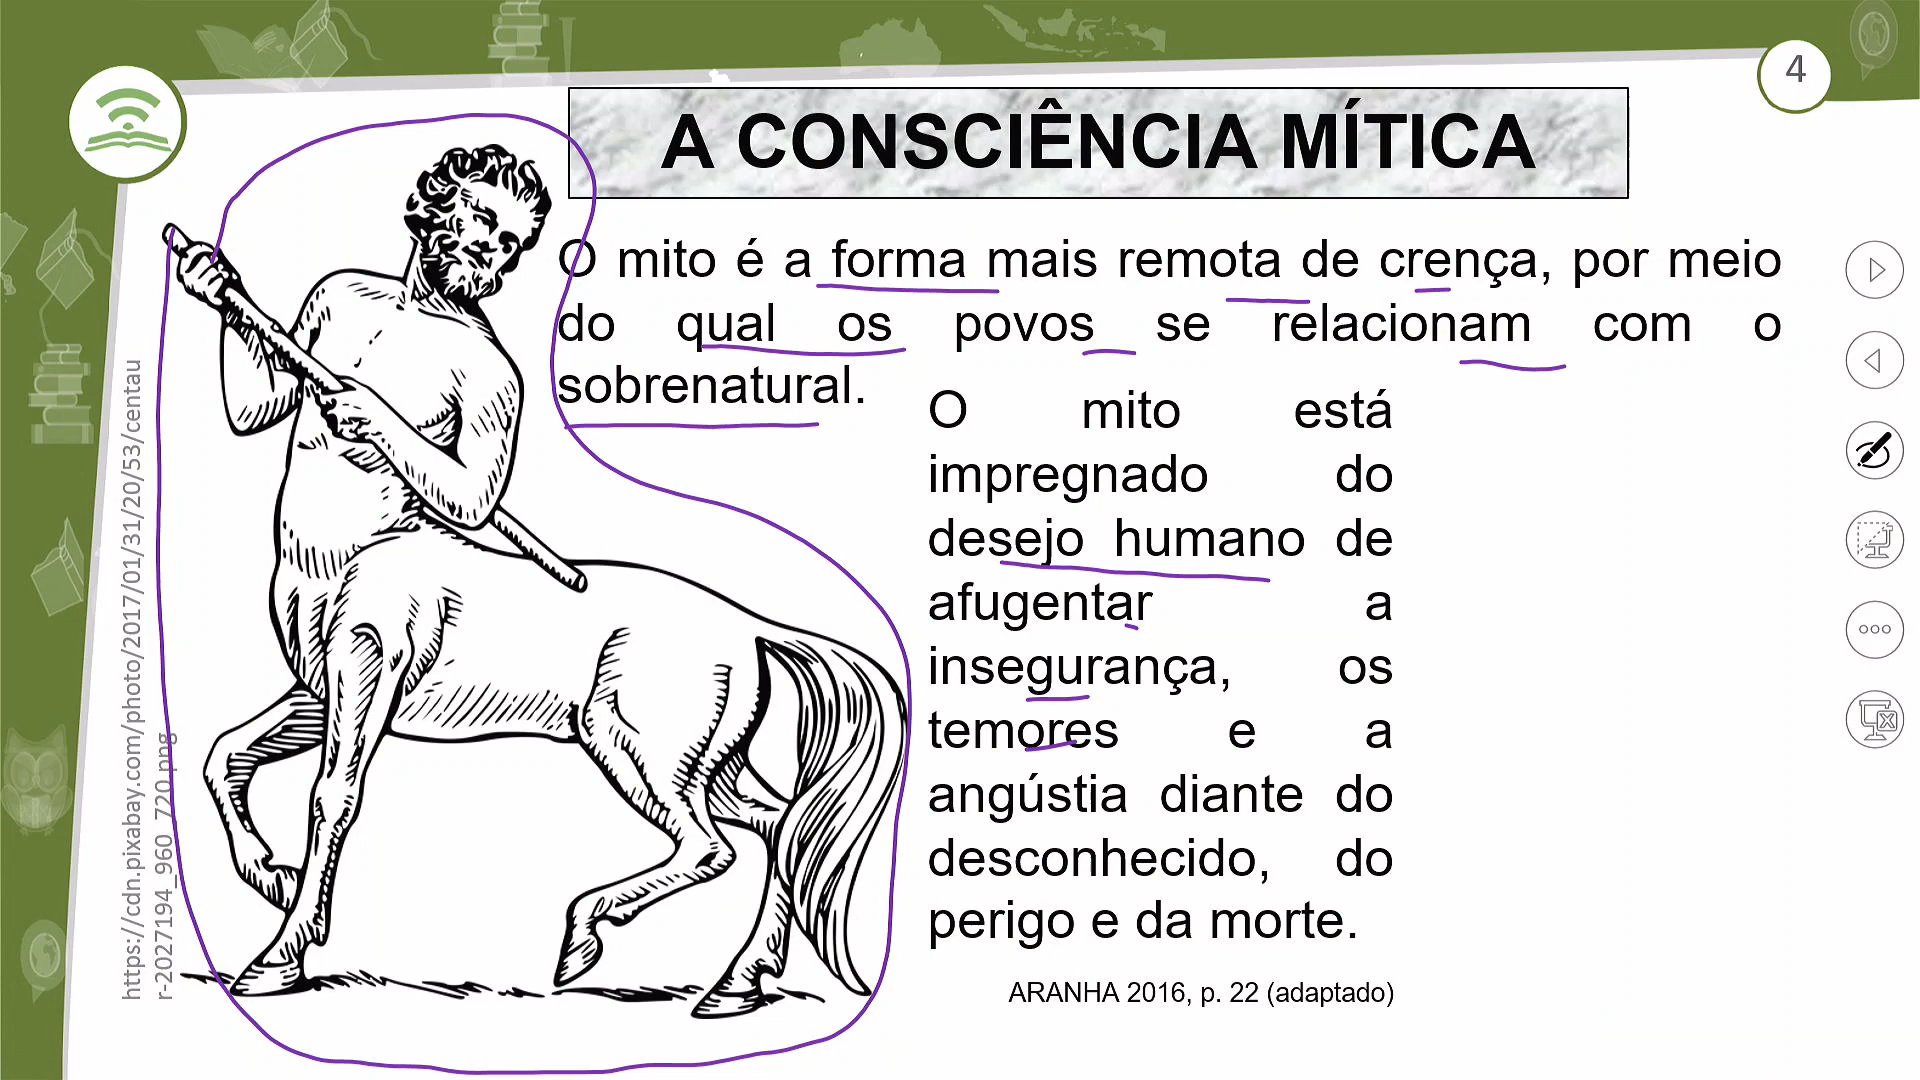 4
A CONSCIÊNCIA MÍTICA
O mito é a forma mais remota de crença, por meio
do qual os povos se relacionam com o
sobrenatural.
O mito está
impregnado do
desejo humano de
afugentar a
insegurança, os
temores e a
angústia diante do
desconhecido, do
perigo e da morte.
ARANHA 2016, p. 22 (adaptado)
https://cdn.pixabay.com/photo/2017/01/31/20/53/centau
r-2027194_960_720.png